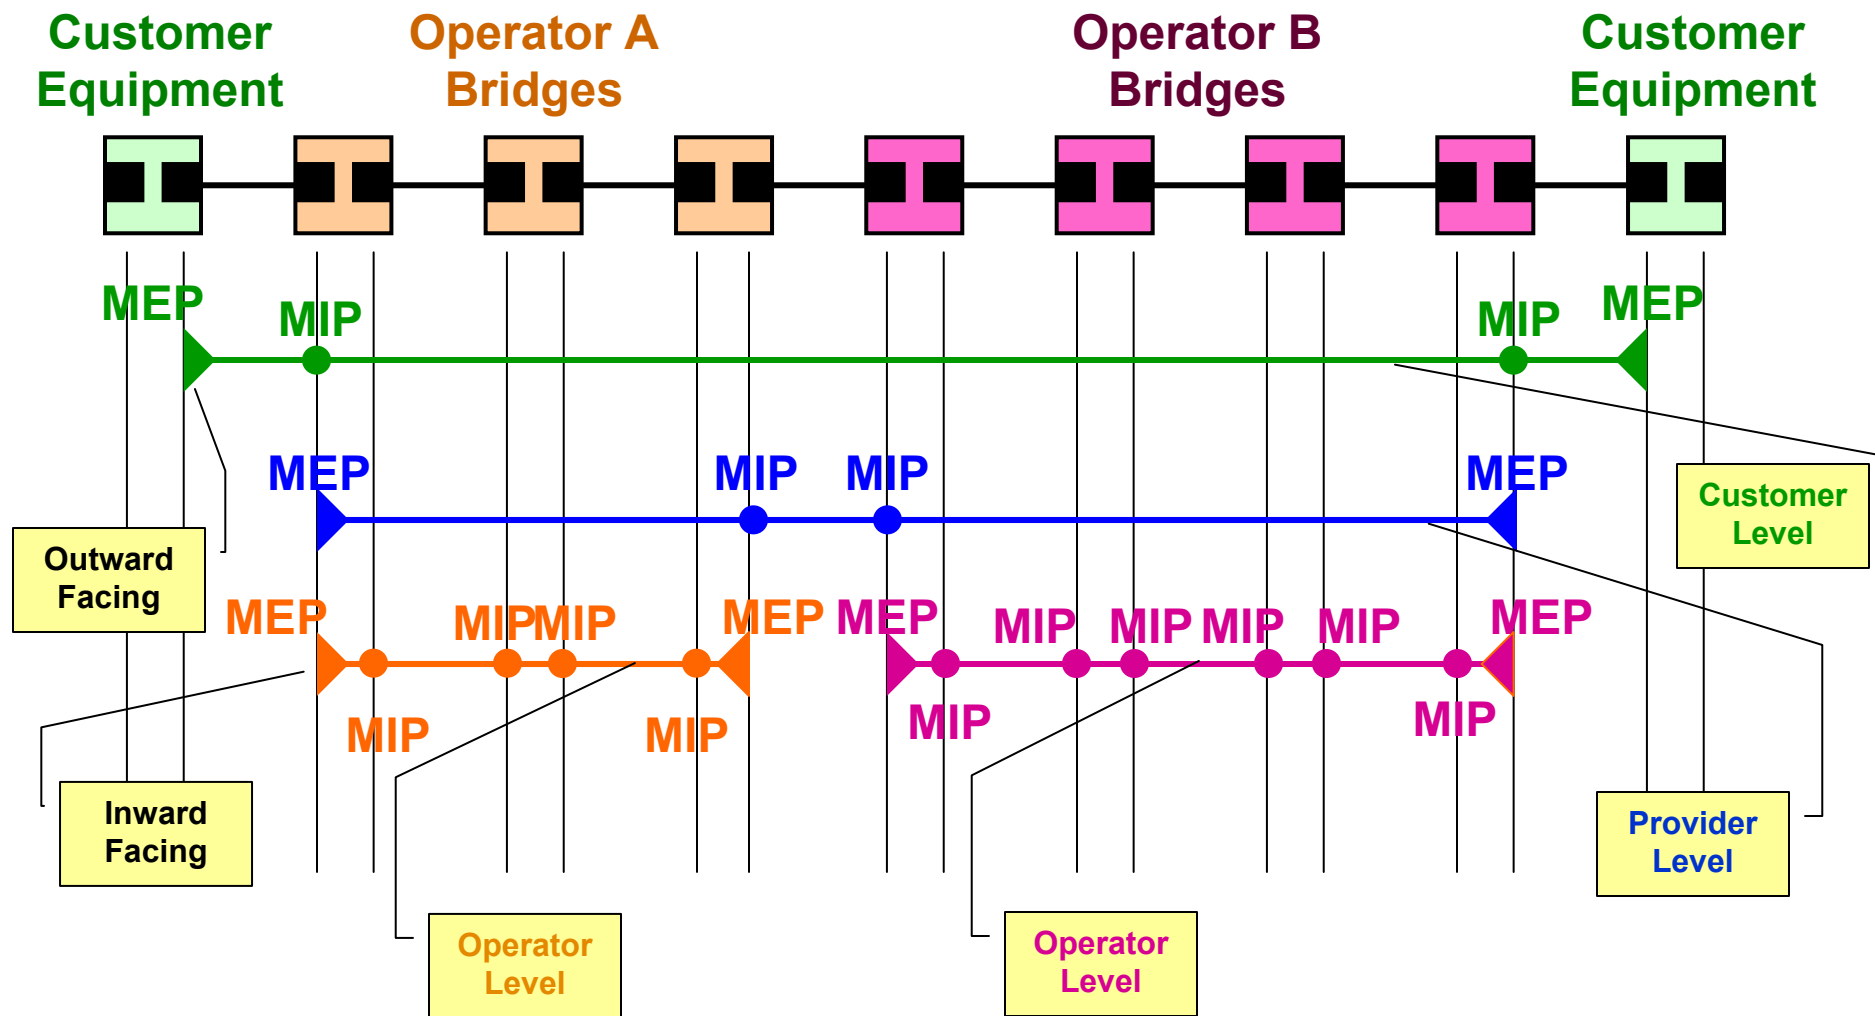 Customer
Equipment
Operator A
Bridges
Operator B
Bridges
Customer
Equipment
MEP
MIP
MIP
MEP
MEP
MIP
MIP
MEP
Customer
Level
Outward
Facing
MEP
MIP
MIP
MEP
MEP
MIP
MIP
MIP
MIP
MEP
MIP
MIP
MIP
MIP
Inward
Facing
Provider
Level
Operator
Level
Operator
Level